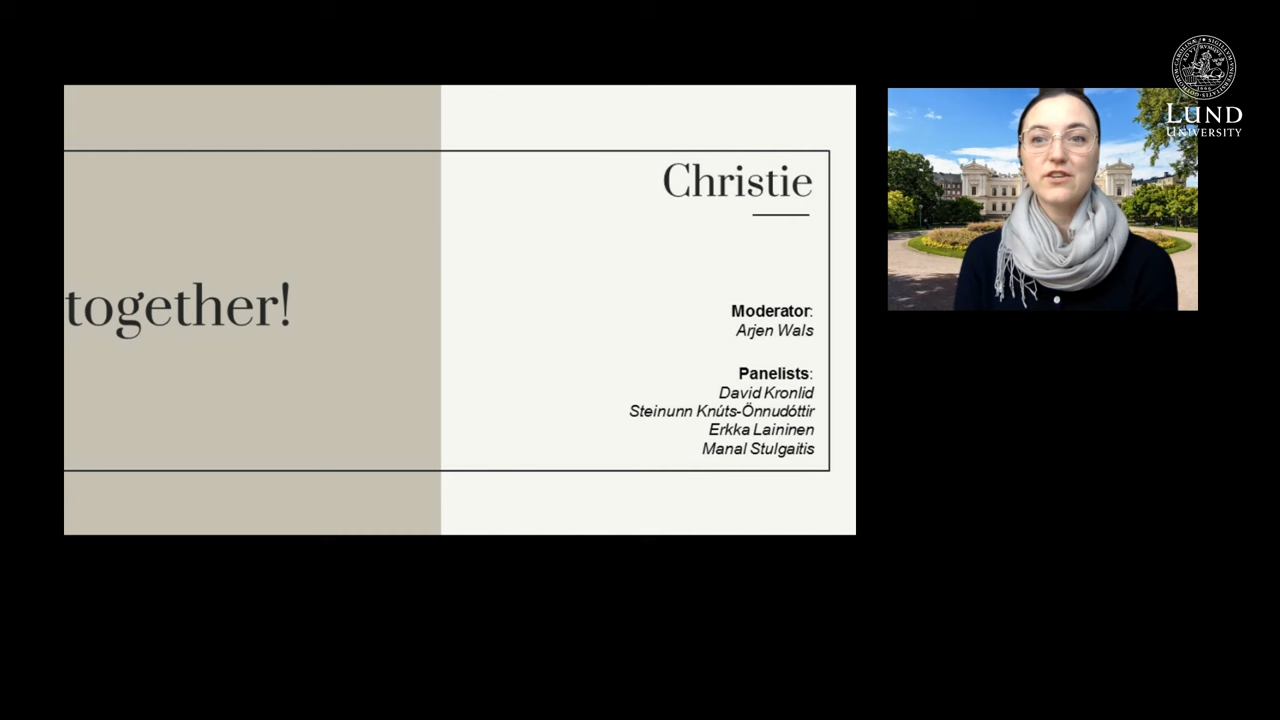 together!
Christie
Moderator:
Arjen Wals
Panelists:
David Kronlid
Steinunn Knúts-Önnudóttir
Erkka Laininen
Manal Stulgaitis
LUND
UNIVERSITY